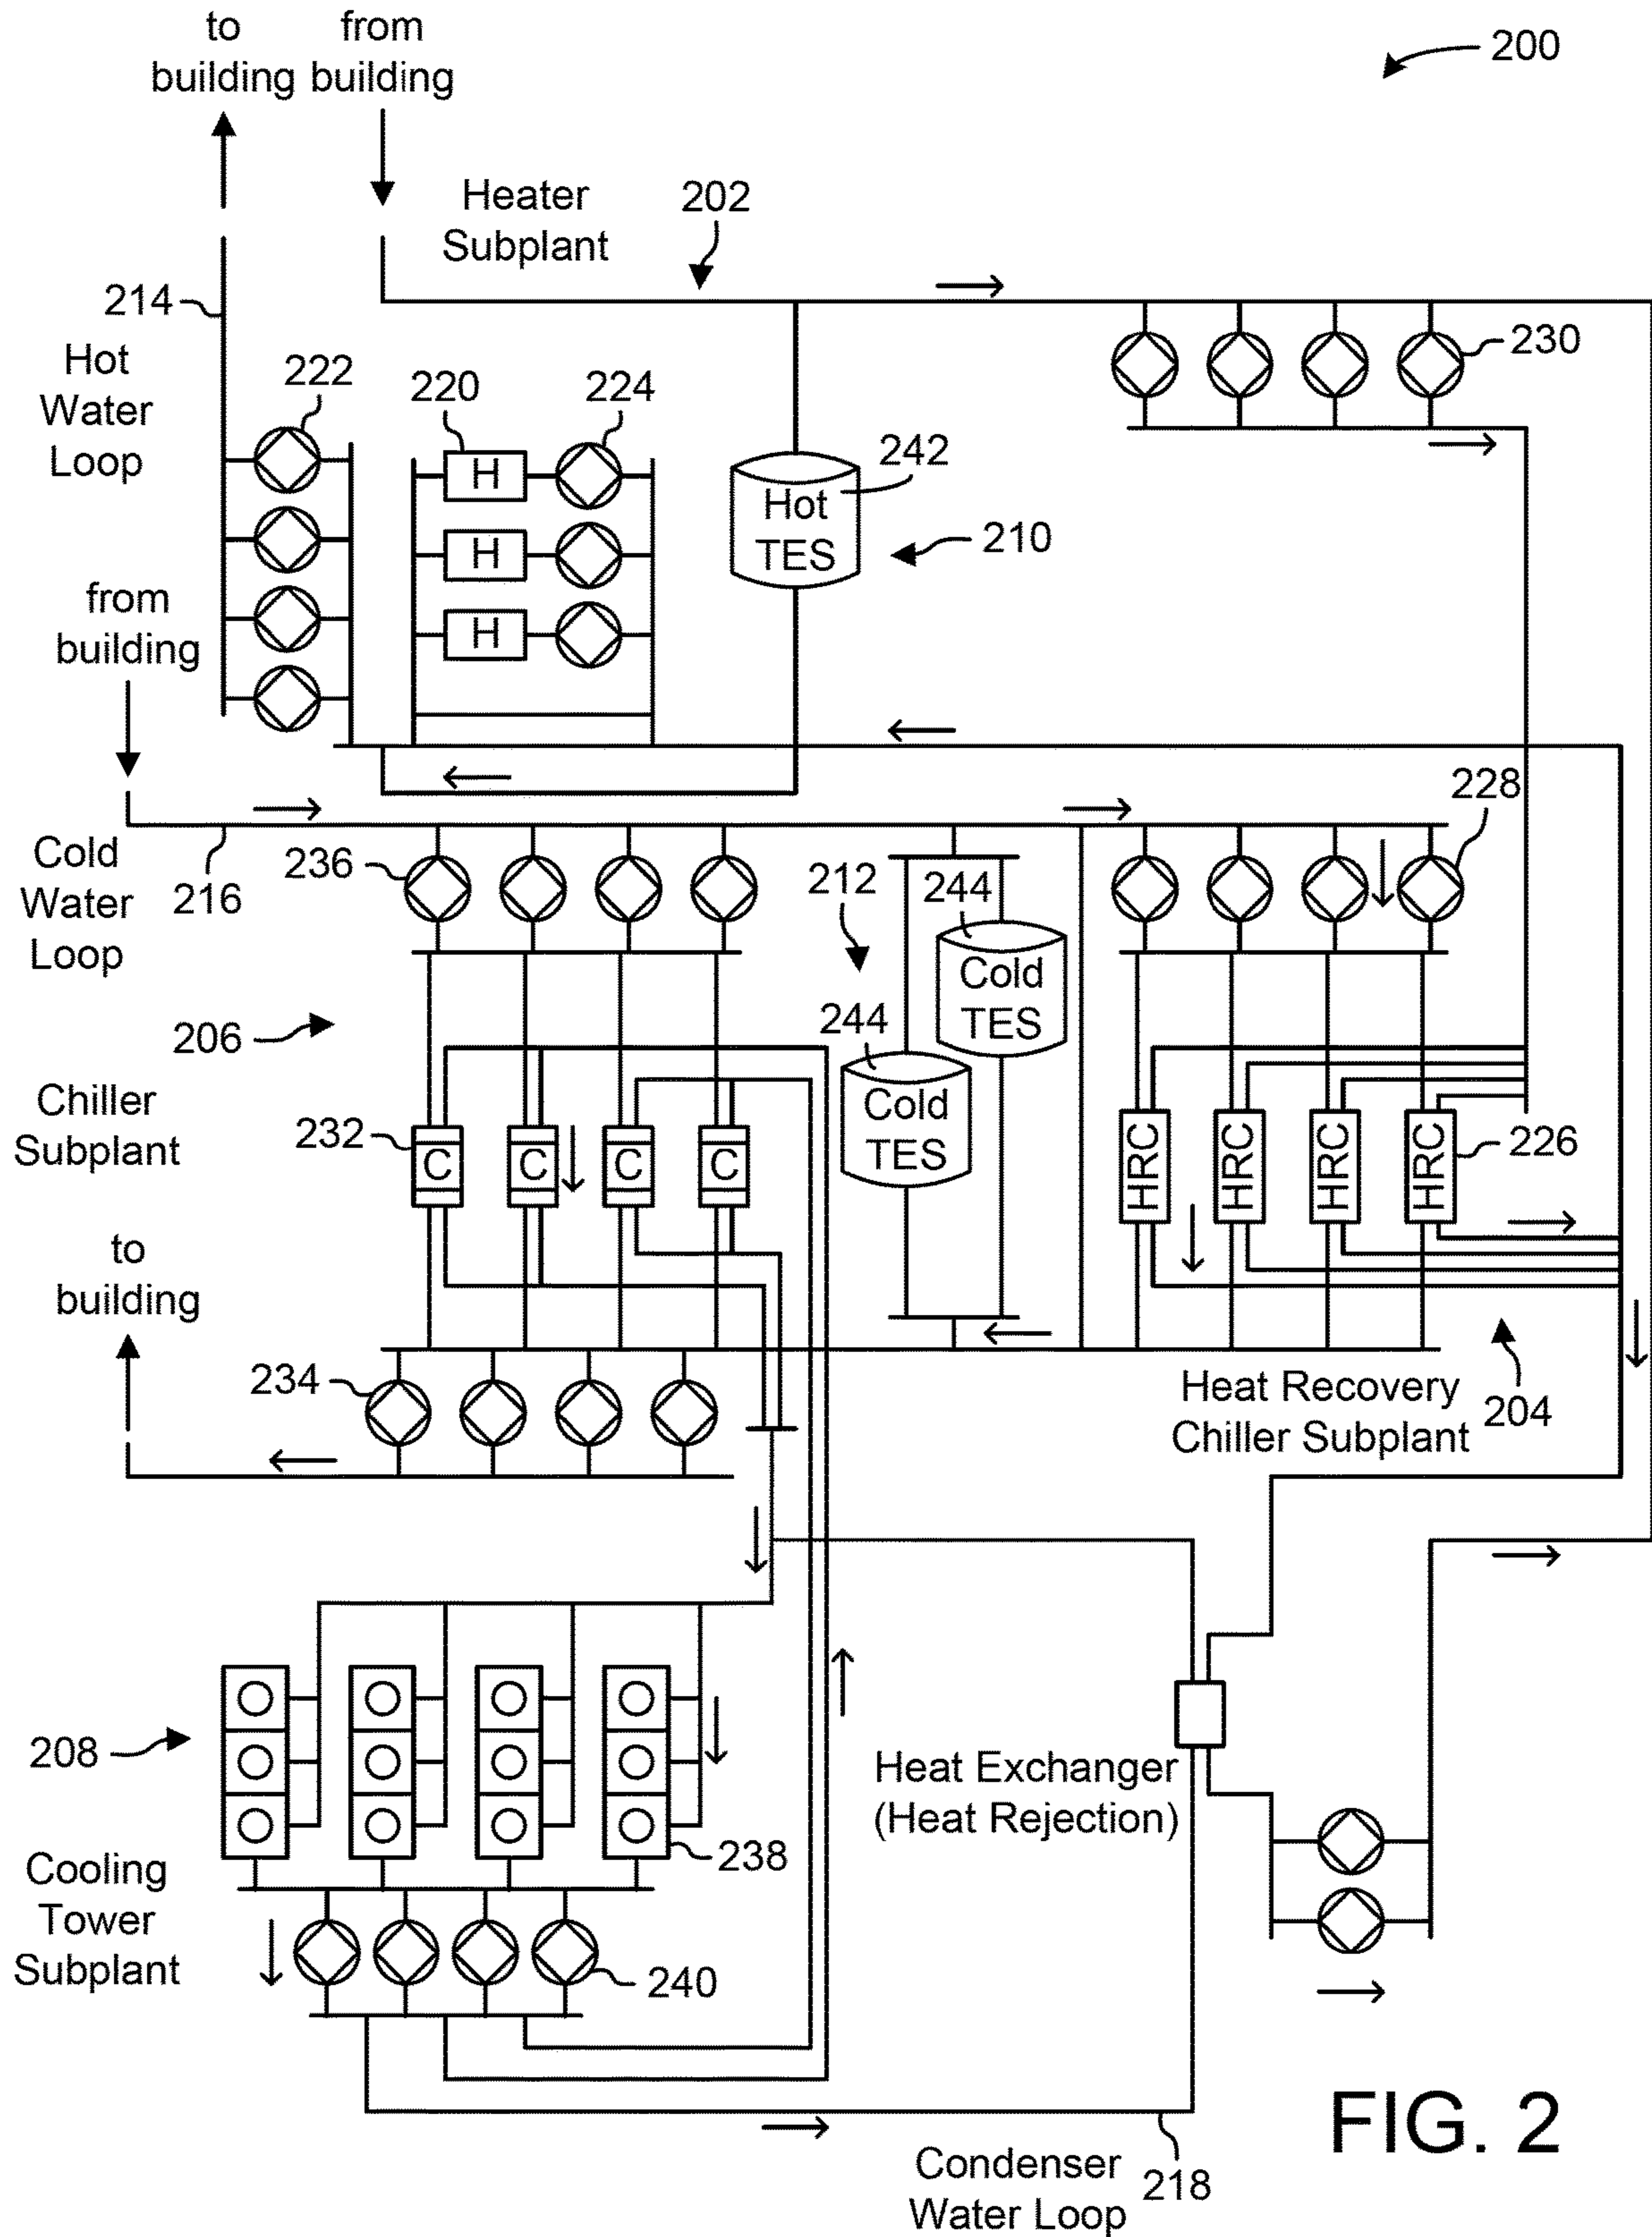 to
building
from
building
200
Heater
Subplant
202
214
Hot
Water
Loop
222
220
224
230
H
H
H
242
Hot
TES
210
from
building
228
Cold
Water
Loop
216
236
212
244
Cold
TES
244
Cold
TES
206
Chiller
Subplant
232
C
C
C
C
HRC
HRC
HRC
HRC
226
to
building
234
Heat Recovery
Chiller Subplant
204
208
Heat Exchanger
(Heat Rejection)
238
Cooling
Tower
Subplant
240
Condenser
Water Loop
218
FIG. 2